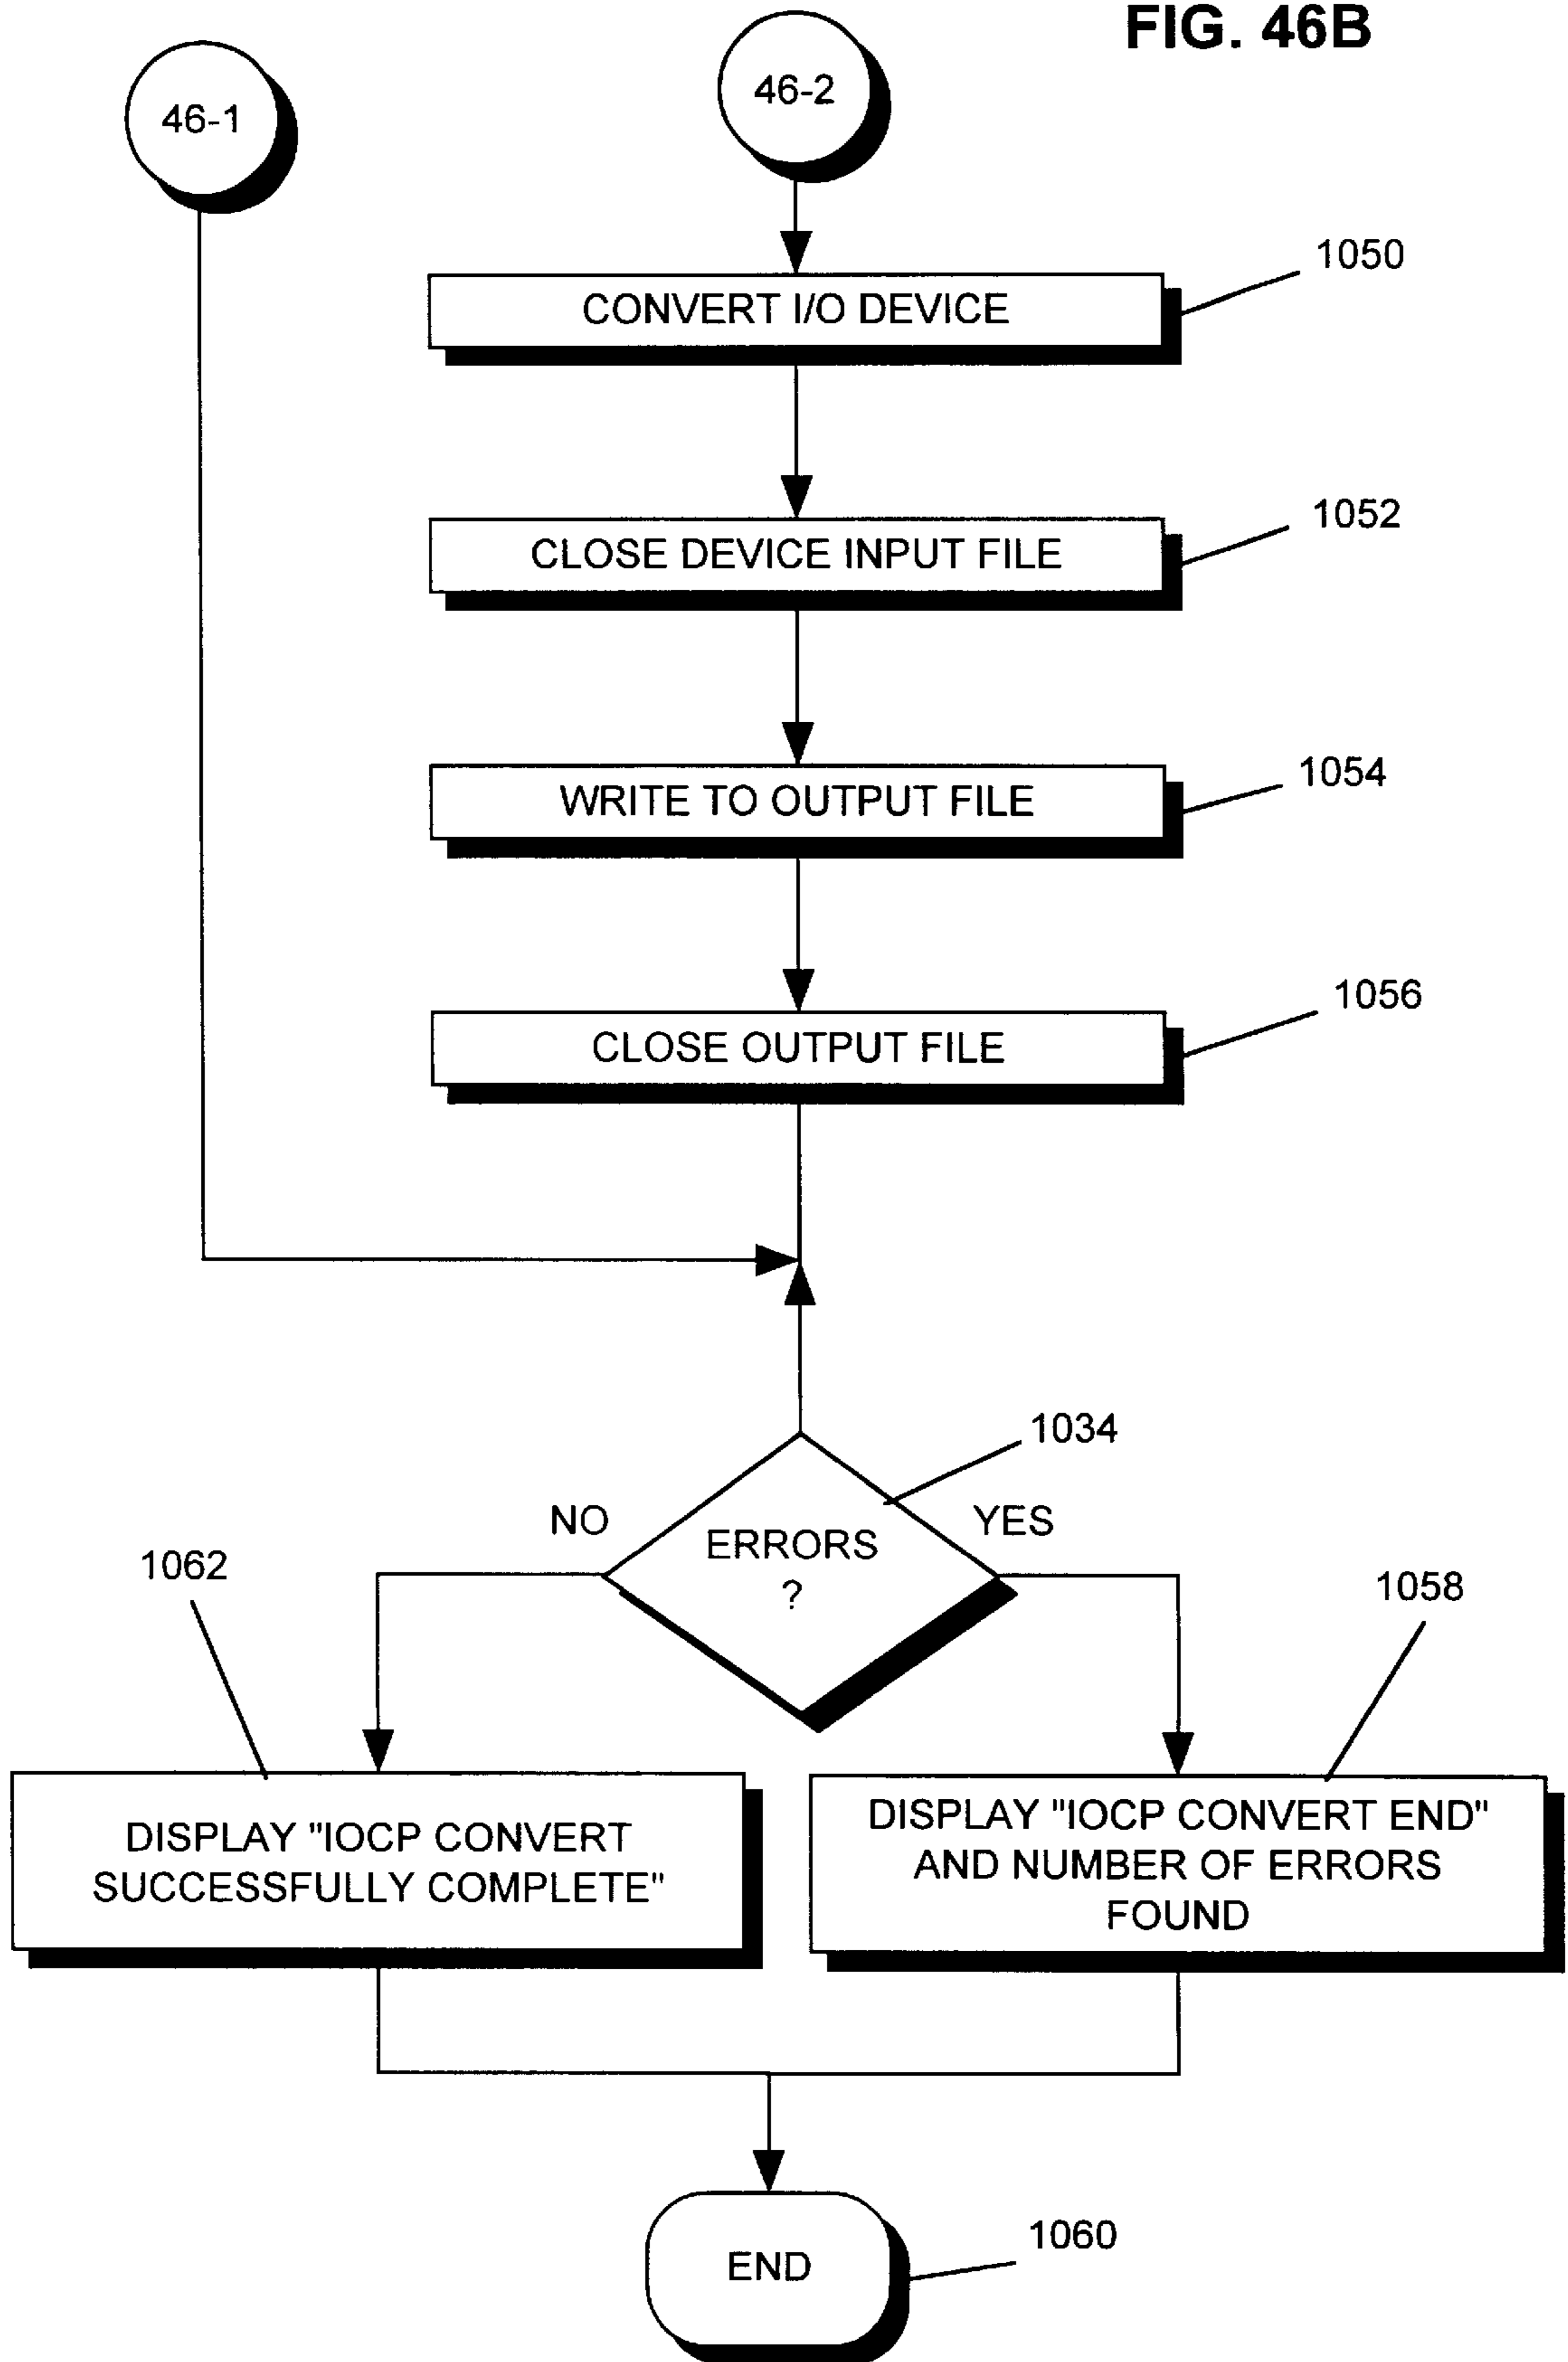 FIG. 46B
46-1
46-2
1050
CONVERT I/O DEVICE
1052
CLOSE DEVICE INPUT FILE
1054
WRITE TO OUTPUT FILE
1056
CLOSE OUTPUT FILE
1034
NO
YES
ERRORS
?
1062
1058
DISPLAY "IOCP CONVERT
SUCCESSFULLY COMPLETE"
DISPLAY "IOCP CONVERT END"
AND NUMBER OF ERRORS
FOUND
1060
END